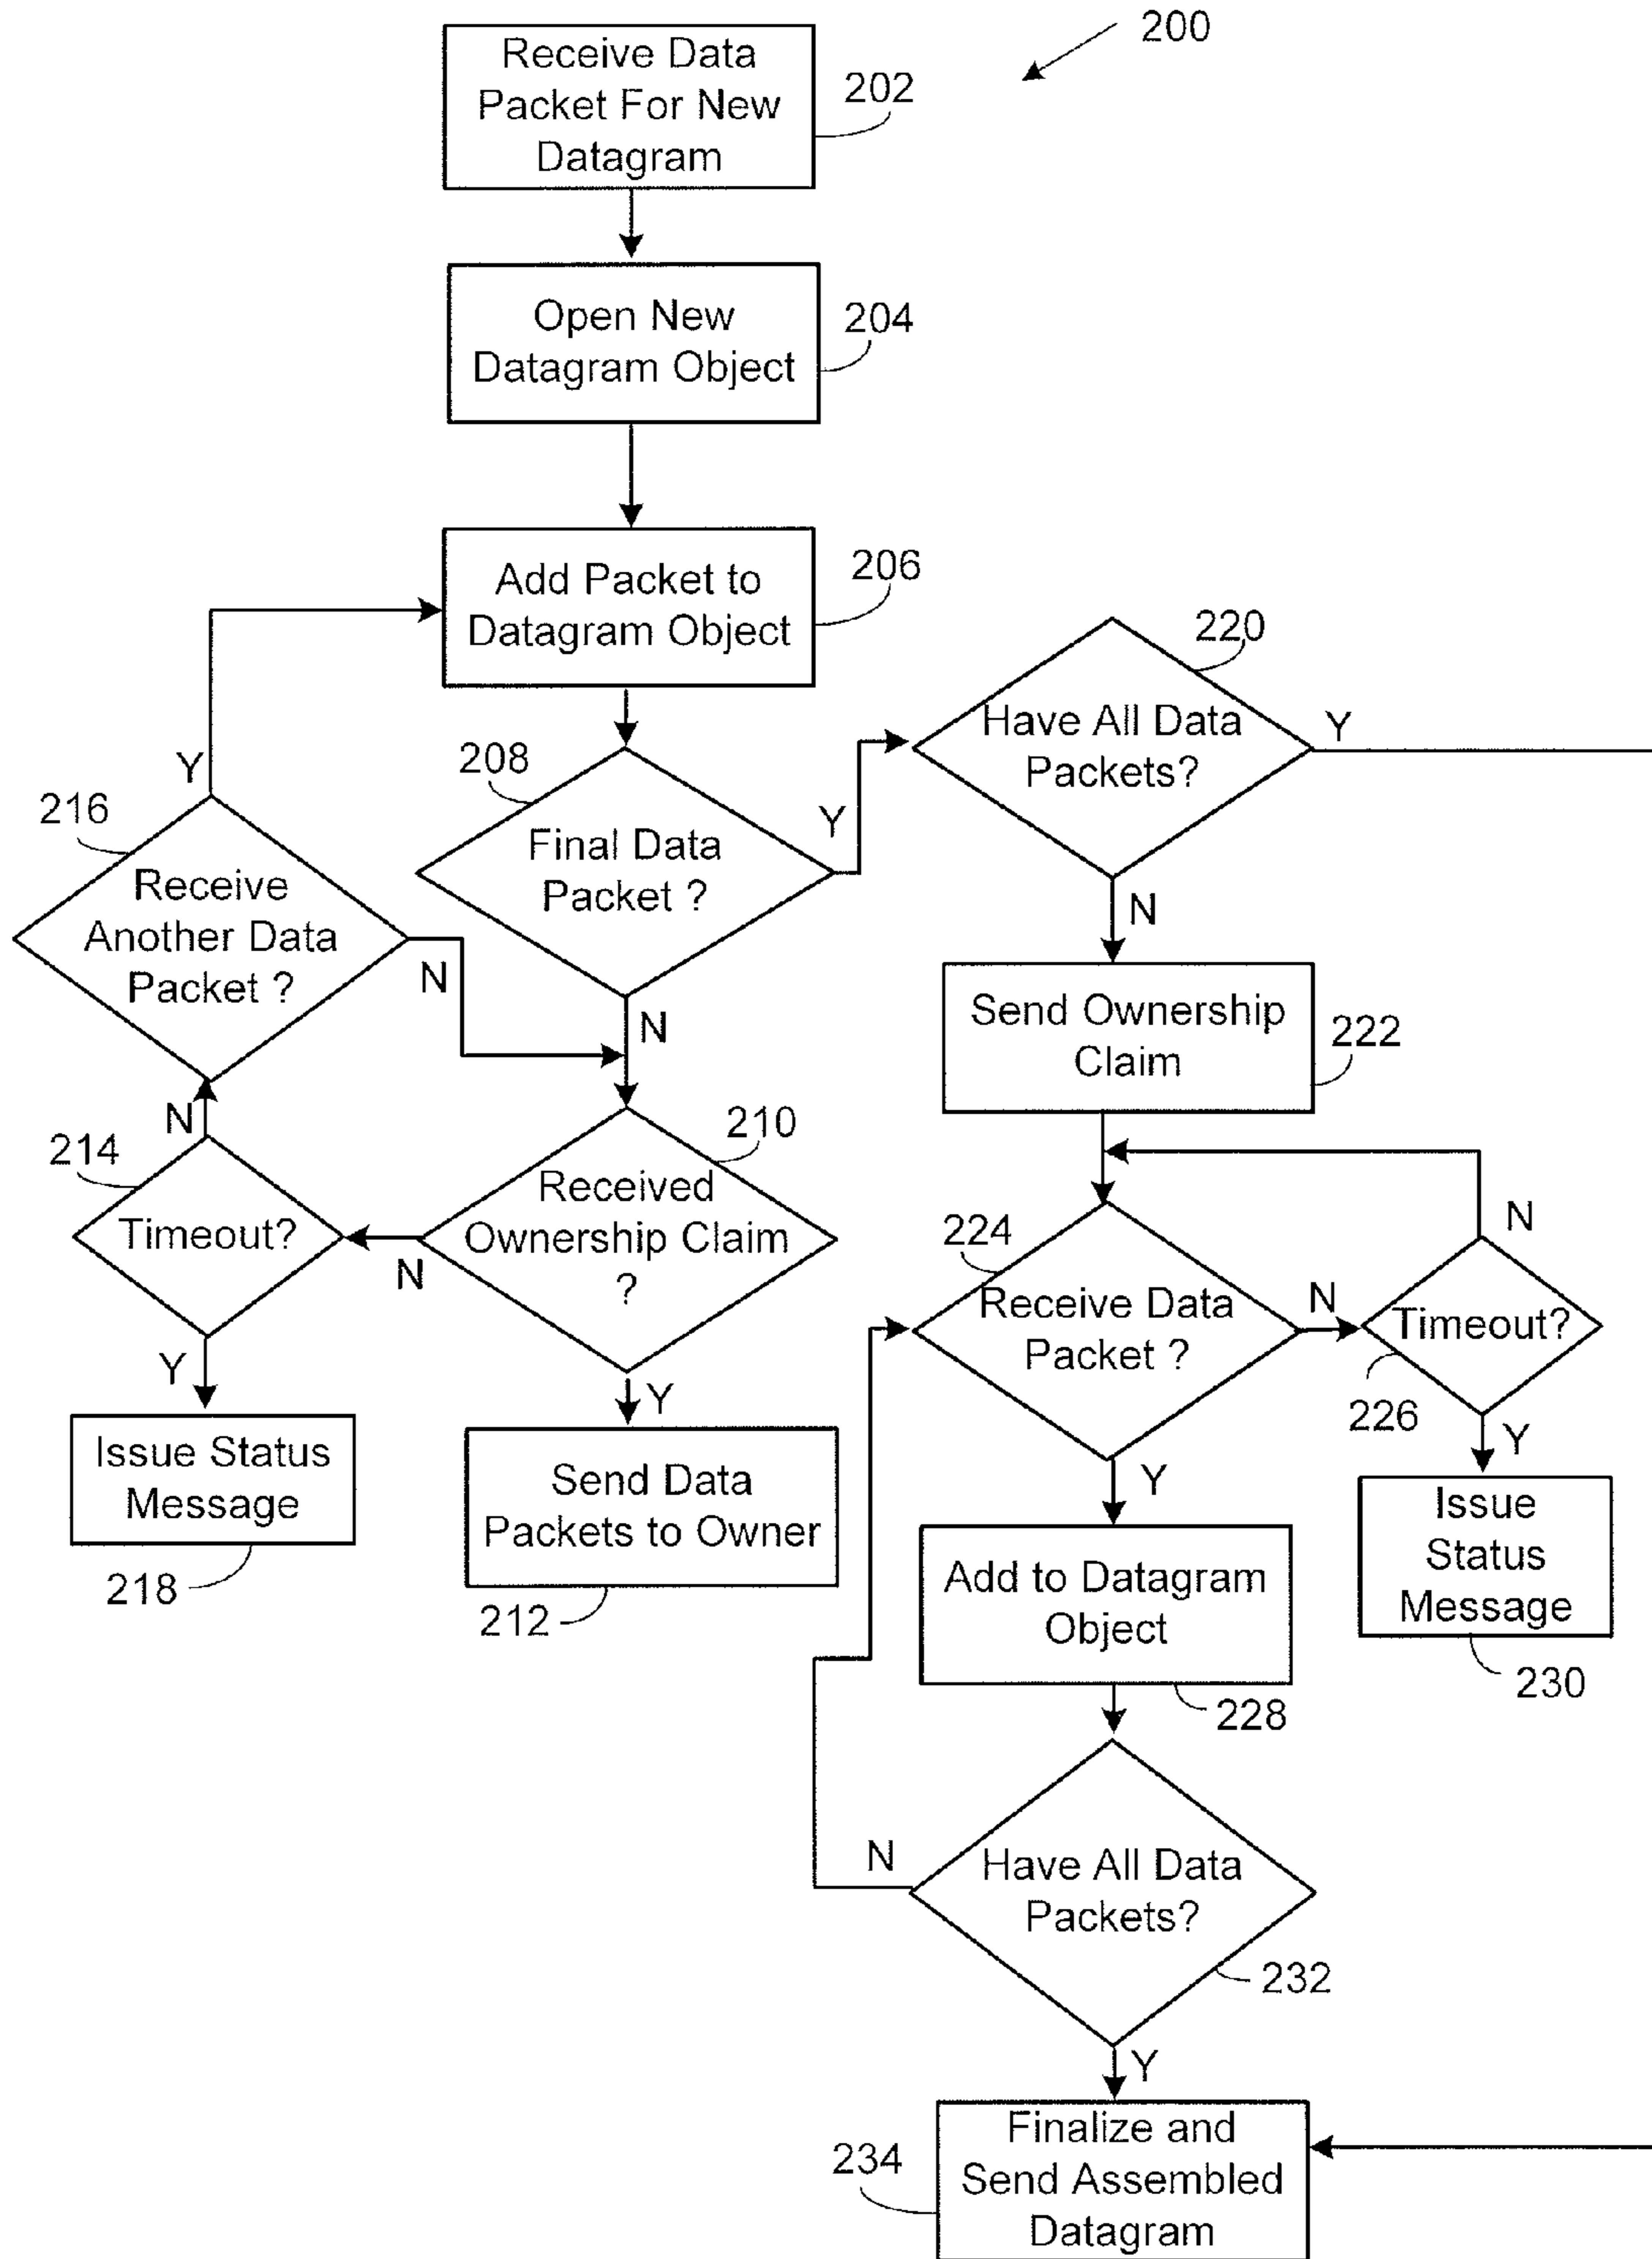 200
Receive Data
Packet For New
Datagram
202
Open New
Datagram Object
204
Add Packet to
Datagram Object
206
220
Have All Data
Packets?
Y
208
Final Data
Packet ?
Y
N
Y
216
Receive
Another Data
Packet ?
N
N
Send Ownership
Claim
222
N
214
Timeout?
N
210
Received
Ownership Claim
?
Y
Y
224
Receive Data
Packet ?
N
N
Timeout?
226
Y
Y
Issue Status
Message
218
Send Data
Packets to Owner
212
Add to Datagram
Object
228
Issue
Status
Message
230
N
Have All Data
Packets?
232
Y
234
Finalize and
Send Assembled
Datagram